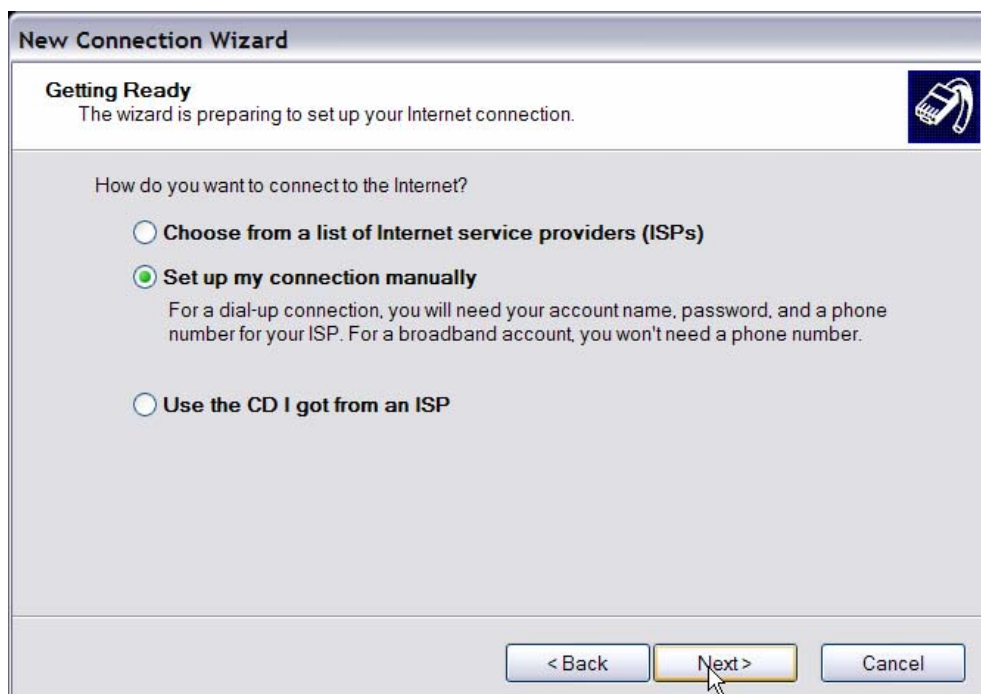 New Connection Wizard
Getting Ready
The wizard is preparing to set up your Internet connection.
How do you want to connect to the Internet?
Choose from a list of Internet service providers (ISPs)
Set up my connection manually
For a dial-up connection, you will need your account name, password, and a phone
number for your ISP. For a broadband account, you won't need a phone number.
Use the CD I got from an ISP
< Back Next > Cancel